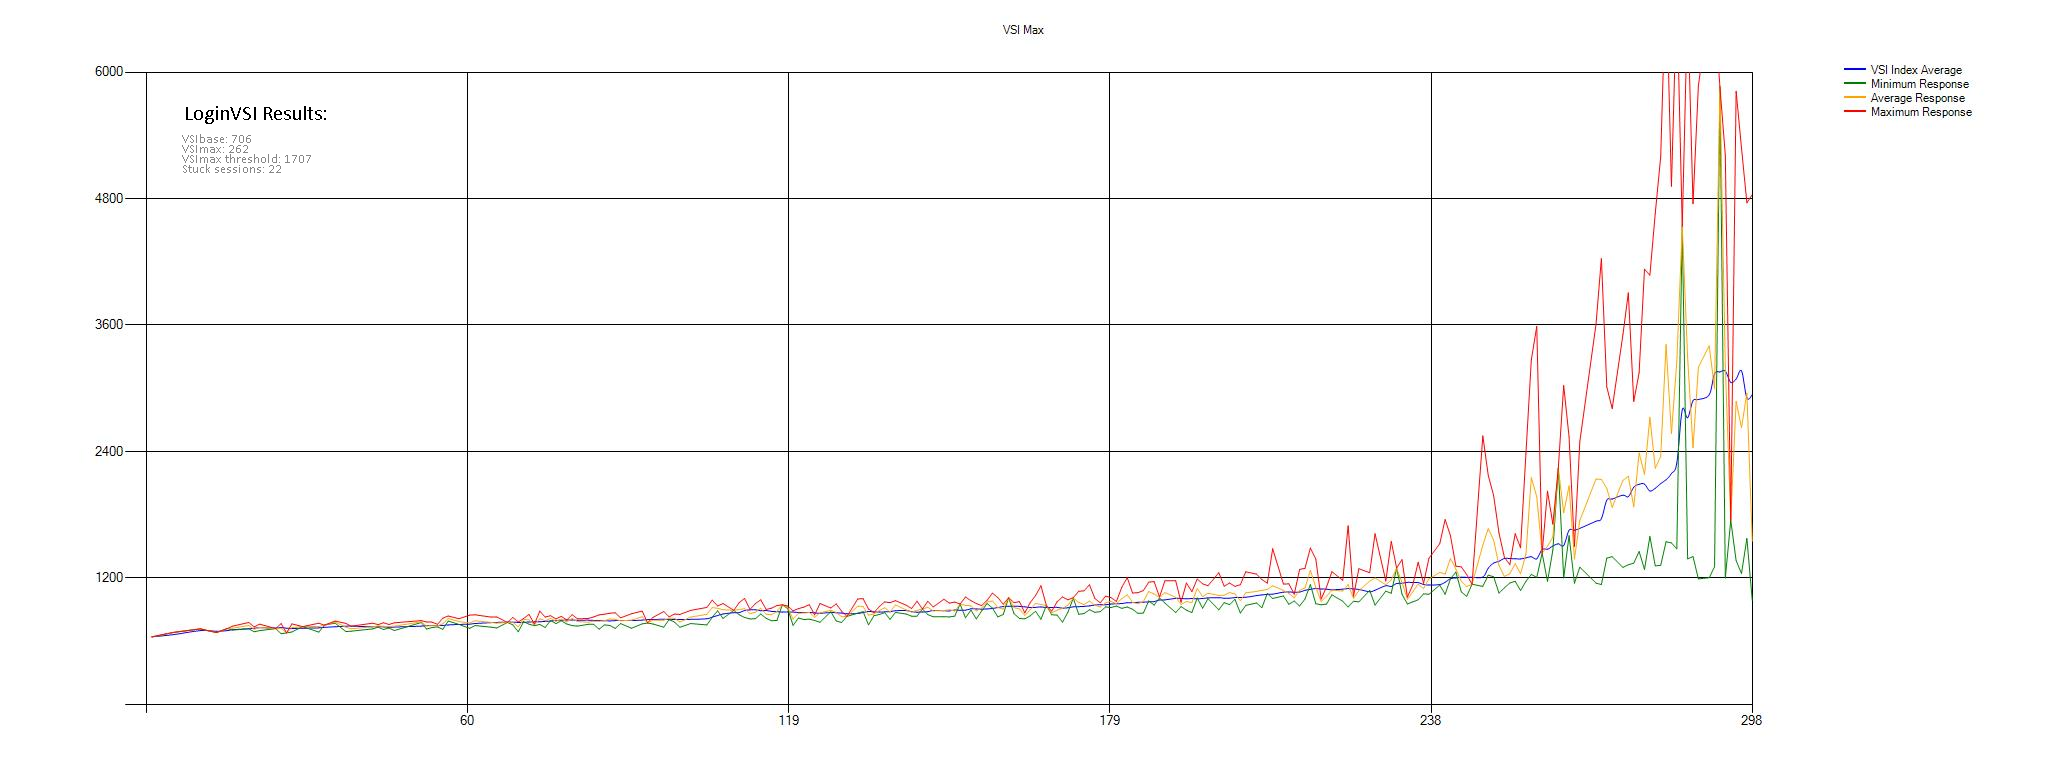 VSI Max
6000
4800
3600
2400
1200
LoginVSI Results:
VSIbase: 706
VSImax: 262
VSImax threshold: 1707
Stuck sessions: 22
VSI Index Average
Minimum Response
Average Response
Maximum Response
60
119
179
238
298